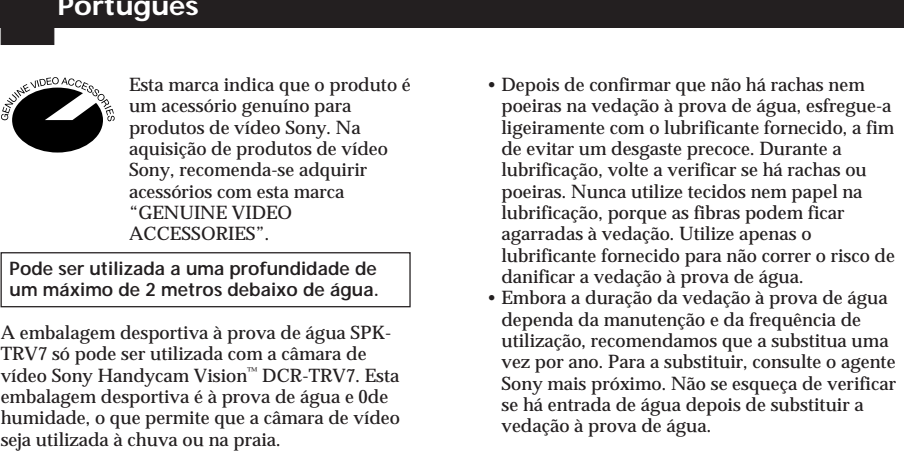 Português
GENUINE VIDEO ACCESSORIES
Esta marca indica que o produto é
um acessório genuíno para
produtos de vídeo Sony. Na
aquisição de produtos de vídeo
Sony, recomenda-se adquirir
acessórios com esta marca
“GENUINE VIDEO
ACCESSORIES”.
Pode ser utilizada a uma profundidade de
um máximo de 2 metros debaixo de água.
A embalagem desportiva à prova de água SPK-
TRV7 só pode ser utilizada com a câmara de
vídeo Sony Handycam Vision™ DCR-TRV7. Esta
embalagem desportiva é à prova de água e 0de
humidade, o que permite que a câmara de vídeo
seja utilizada à chuva ou na praia.
• Depois de confirmar que não há rachas nem
poeiras na vedação à prova de água, esfregue-a
ligeiramente com o lubrificante fornecido, a fim
de evitar um desgaste precoce. Durante a
lubrificação, volte a verificar se há rachas ou
poeiras. Nunca utilize tecidos nem papel na
lubrificação, porque as fibras podem ficar
agarradas à vedação. Utilize apenas o
lubrificante fornecido para não correr o risco de
danificar a vedação à prova de água.
• Embora a duração da vedação à prova de água
dependa da manutenção e da frequência de
utilização, recomendamos que a substitua uma
vez por ano. Para a substituir, consulte o agente
Sony mais próximo. Não se esqueça de verificar
se há entrada de água depois de substituir a
vedação à prova de água.